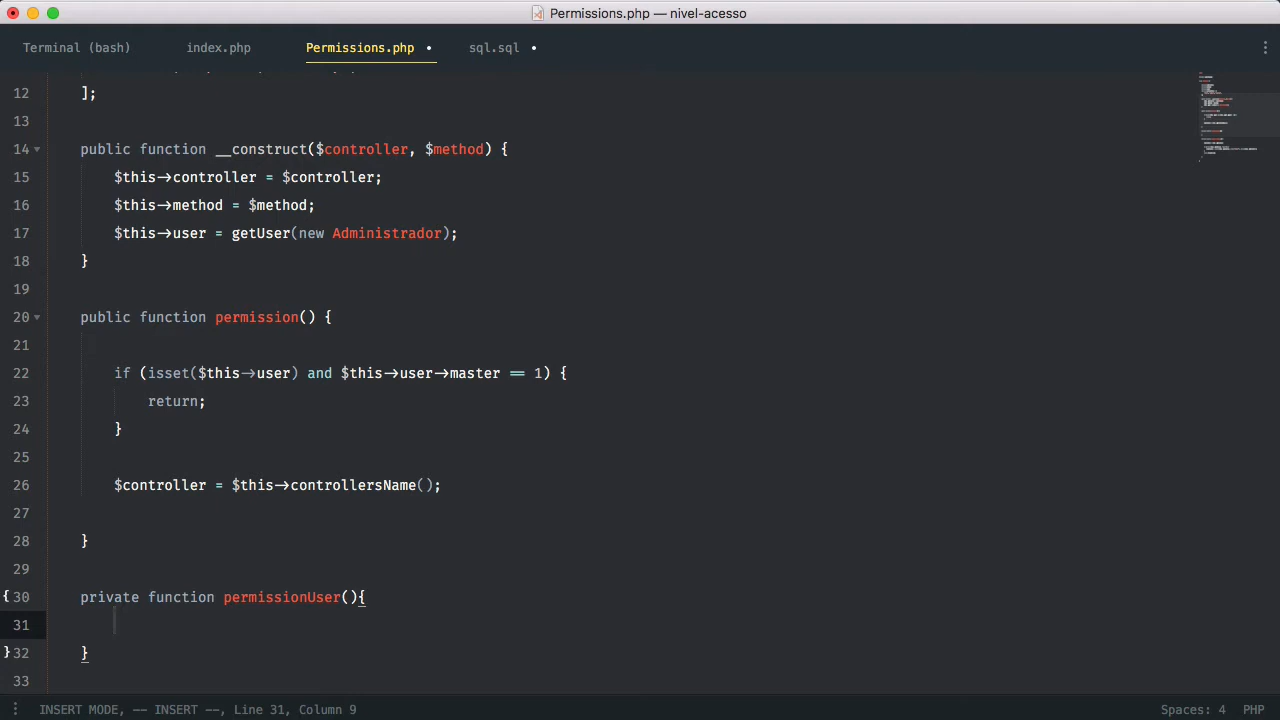 Permissions.php — nivel-acesso
Terminal (bash) index.php Permissions.php • sql.sql •
12 ];
13
14 public function __construct($controller, $method) {
15 $this->controller = $controller;
16 $this->method = $method;
17 $this->user = getUser(new Administrador);
18 }
19
20 public function permission() {
21
22 if (isset($this->user) and $this->user->master == 1) {
23 return;
24 }
25
26 $controller = $this->controllersName();
27
28 }
29
{ 30 private function permissionUser(){
31
} 32 }
33
INSERT MODE, -- INSERT --, Line 31, Column 9 Spaces: 4 PHP